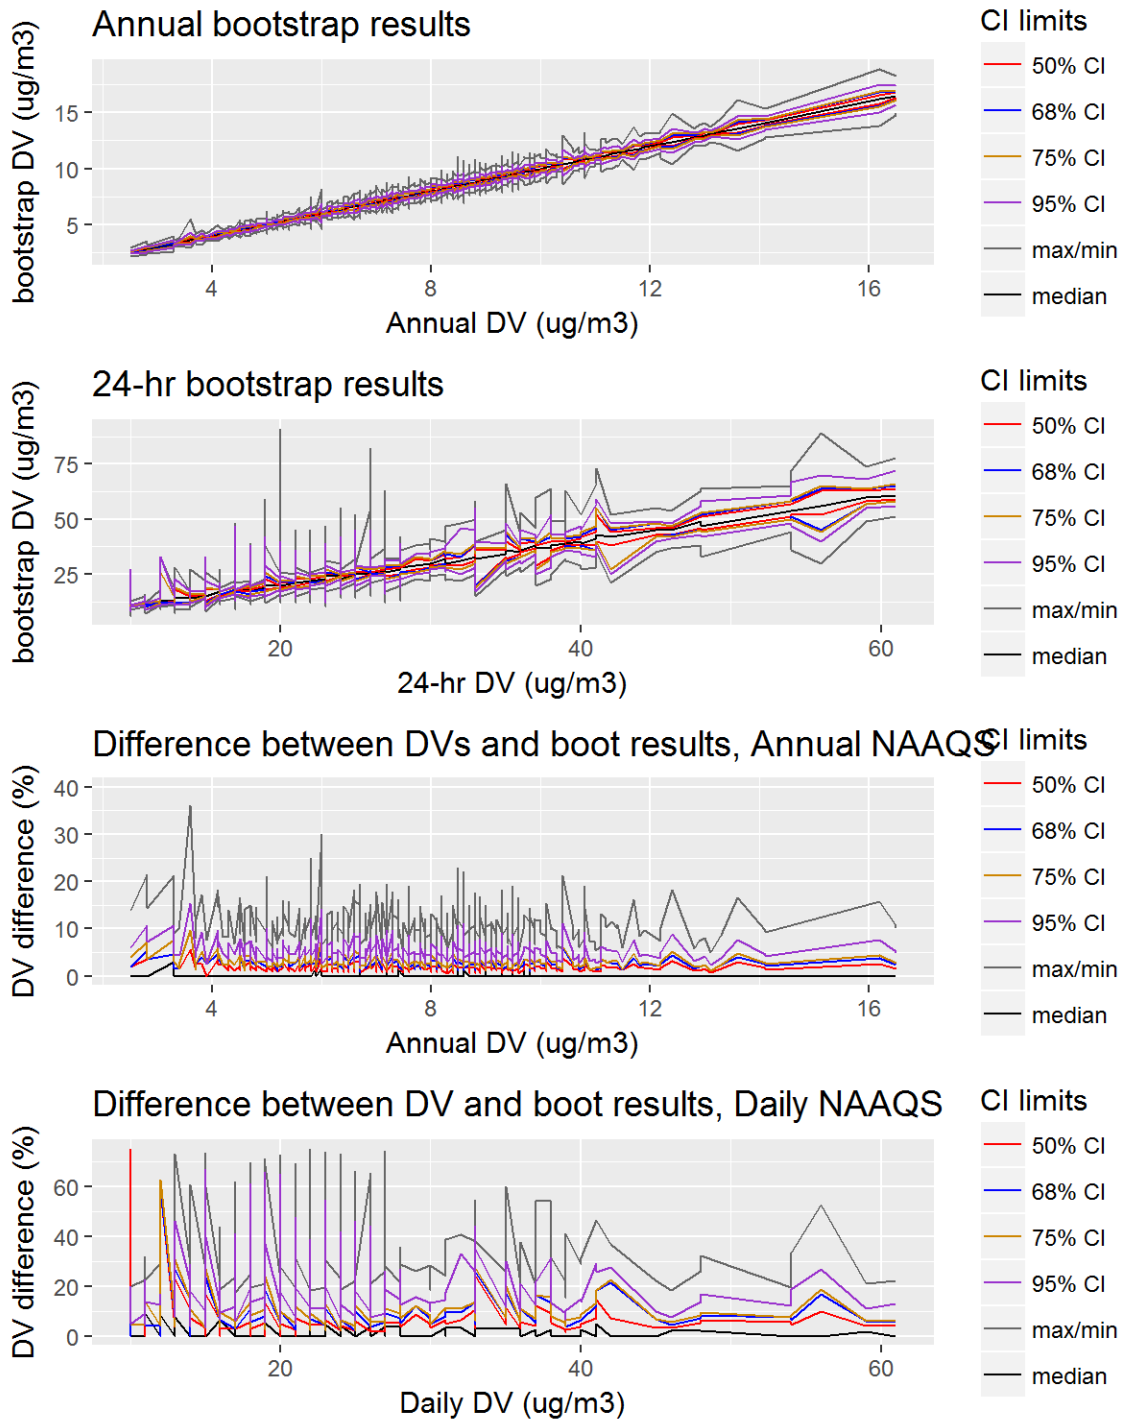 Annual bootstrap results
bootstrap DV (ug/m3)
15
10
5
4
8
12
16
Annual DV (ug/m3)
CI limits
50% CI
68% CI
75% CI
95% CI
max/min
median
24-hr bootstrap results
bootstrap DV (ug/m3)
75
50
25
20
40
60
24-hr DV (ug/m3)
CI limits
50% CI
68% CI
75% CI
95% CI
max/min
median
Difference between DVs and boot results, Annual NAAQS
DV difference (%)
40
30
20
10
0
4
8
12
16
Annual DV (ug/m3)
CI limits
50% CI
68% CI
75% CI
95% CI
max/min
median
Difference between DV and boot results, Daily NAAQS
DV difference (%)
60
40
20
0
20
40
60
Daily DV (ug/m3)
CI limits
50% CI
68% CI
75% CI
95% CI
max/min
median